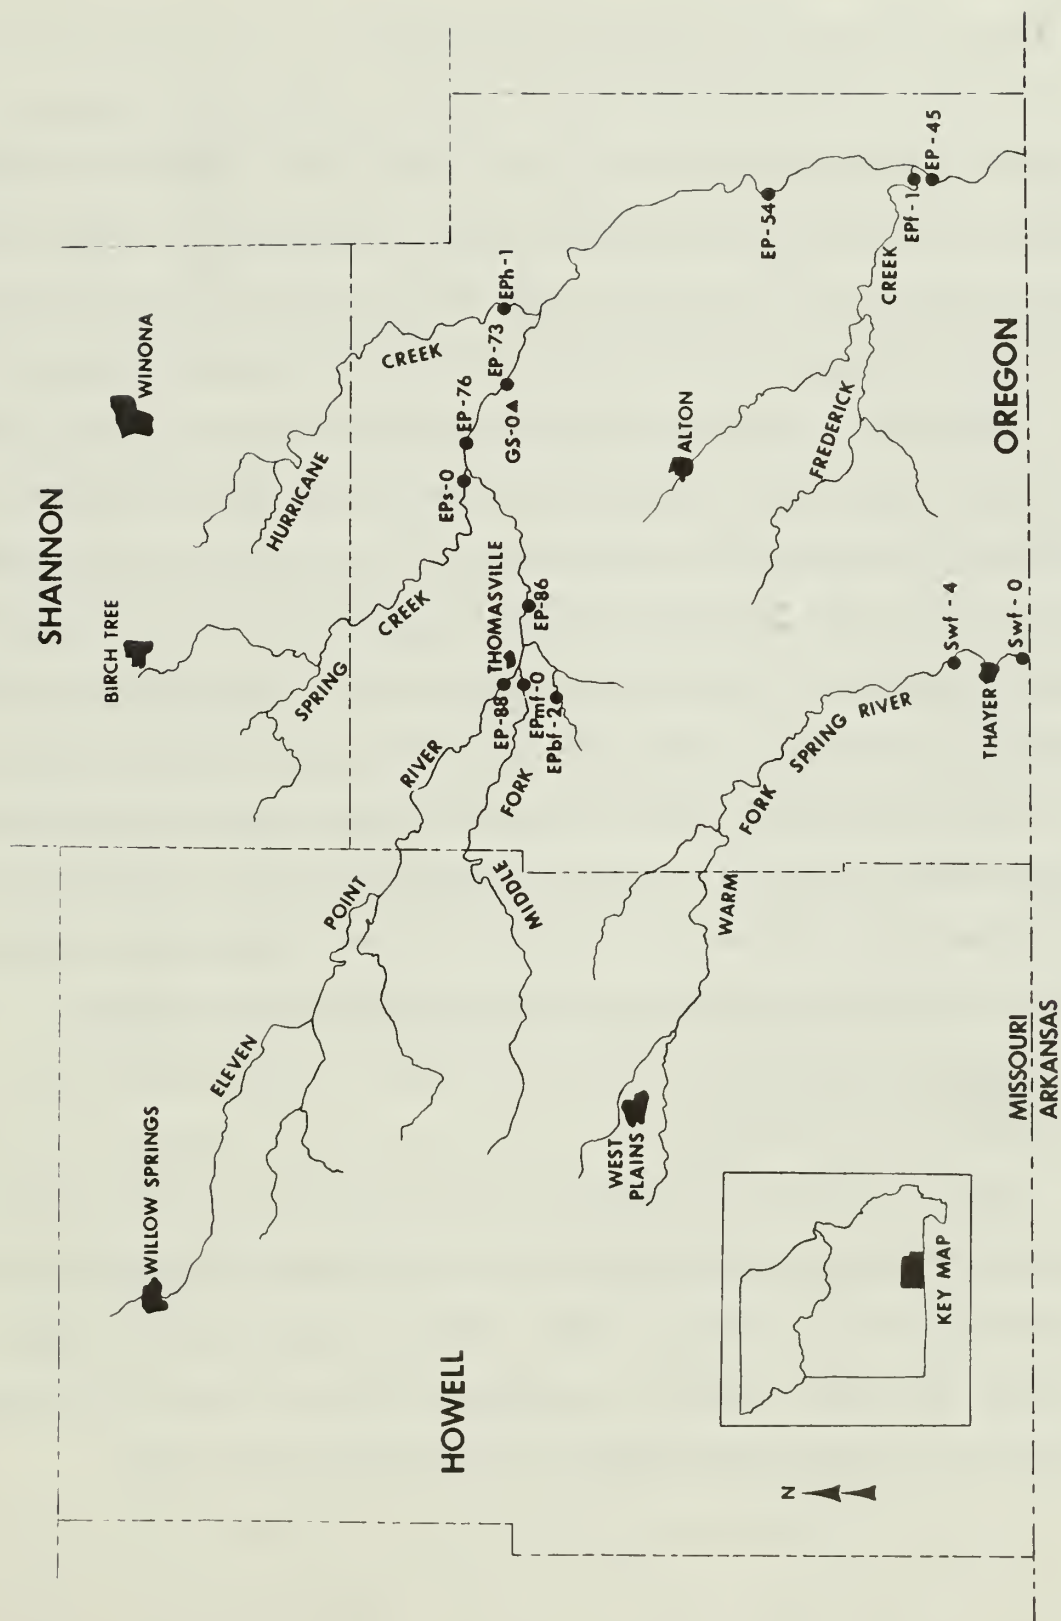 SHANNON
BIRCH TREE
WINONA
WILLOW SPRINGS
HURRICANE
CREEK
SPRING
CREEK
ELEVEN
POINT
RIVER
EPs-0
EP-76
EP-73
EPh-1
GS-0
THOMASVILLE
EP-88
EPmf-0
EPbf-2
EP-86
MIDDLE
FORK
HOWELL
WEST
PLAINS
WARM
FORK
SPRING RIVER
ALTON
EP-54
FREDERICK
CREEK
EPf-1
EP-45
Swf-4
THAYER
Swf-0
OREGON
MISSOURI
ARKANSAS
N
KEY MAP